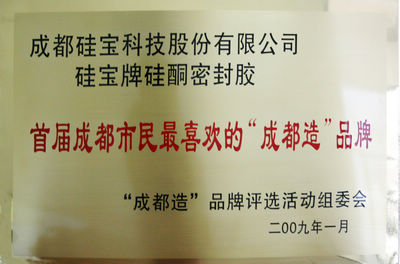 成都硅宝科技股份有限公司
硅宝牌硅酮密封胶
首届成都市民最喜欢的“成都造”品牌
“成都造”品牌评选活动组委会
二00九年一月